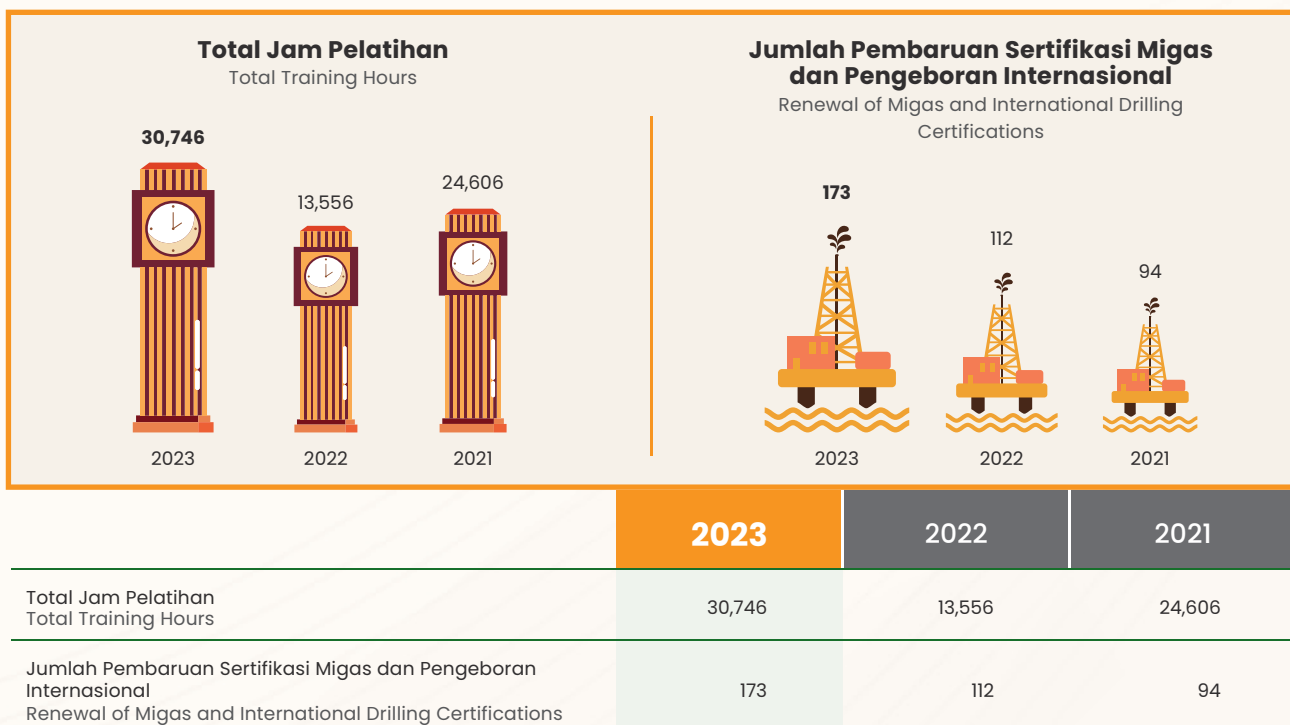 Total Jam Pelatihan
Total Training Hours
30,746
13,556
24,606
2023
2022
2021
Jumlah Pembaruan Sertifikasi Migas
dan Pengeboran Internasional
Renewal of Migas and International Drilling
Certifications
173
112
94
2023
2022
2021
2023 2022 2021
Total Jam Pelatihan
Total Training Hours
30,746 13,556 24,606
Jumlah Pembaruan Sertifikasi Migas dan Pengeboran
Internasional
Renewal of Migas and International Drilling Certifications
173 112 94